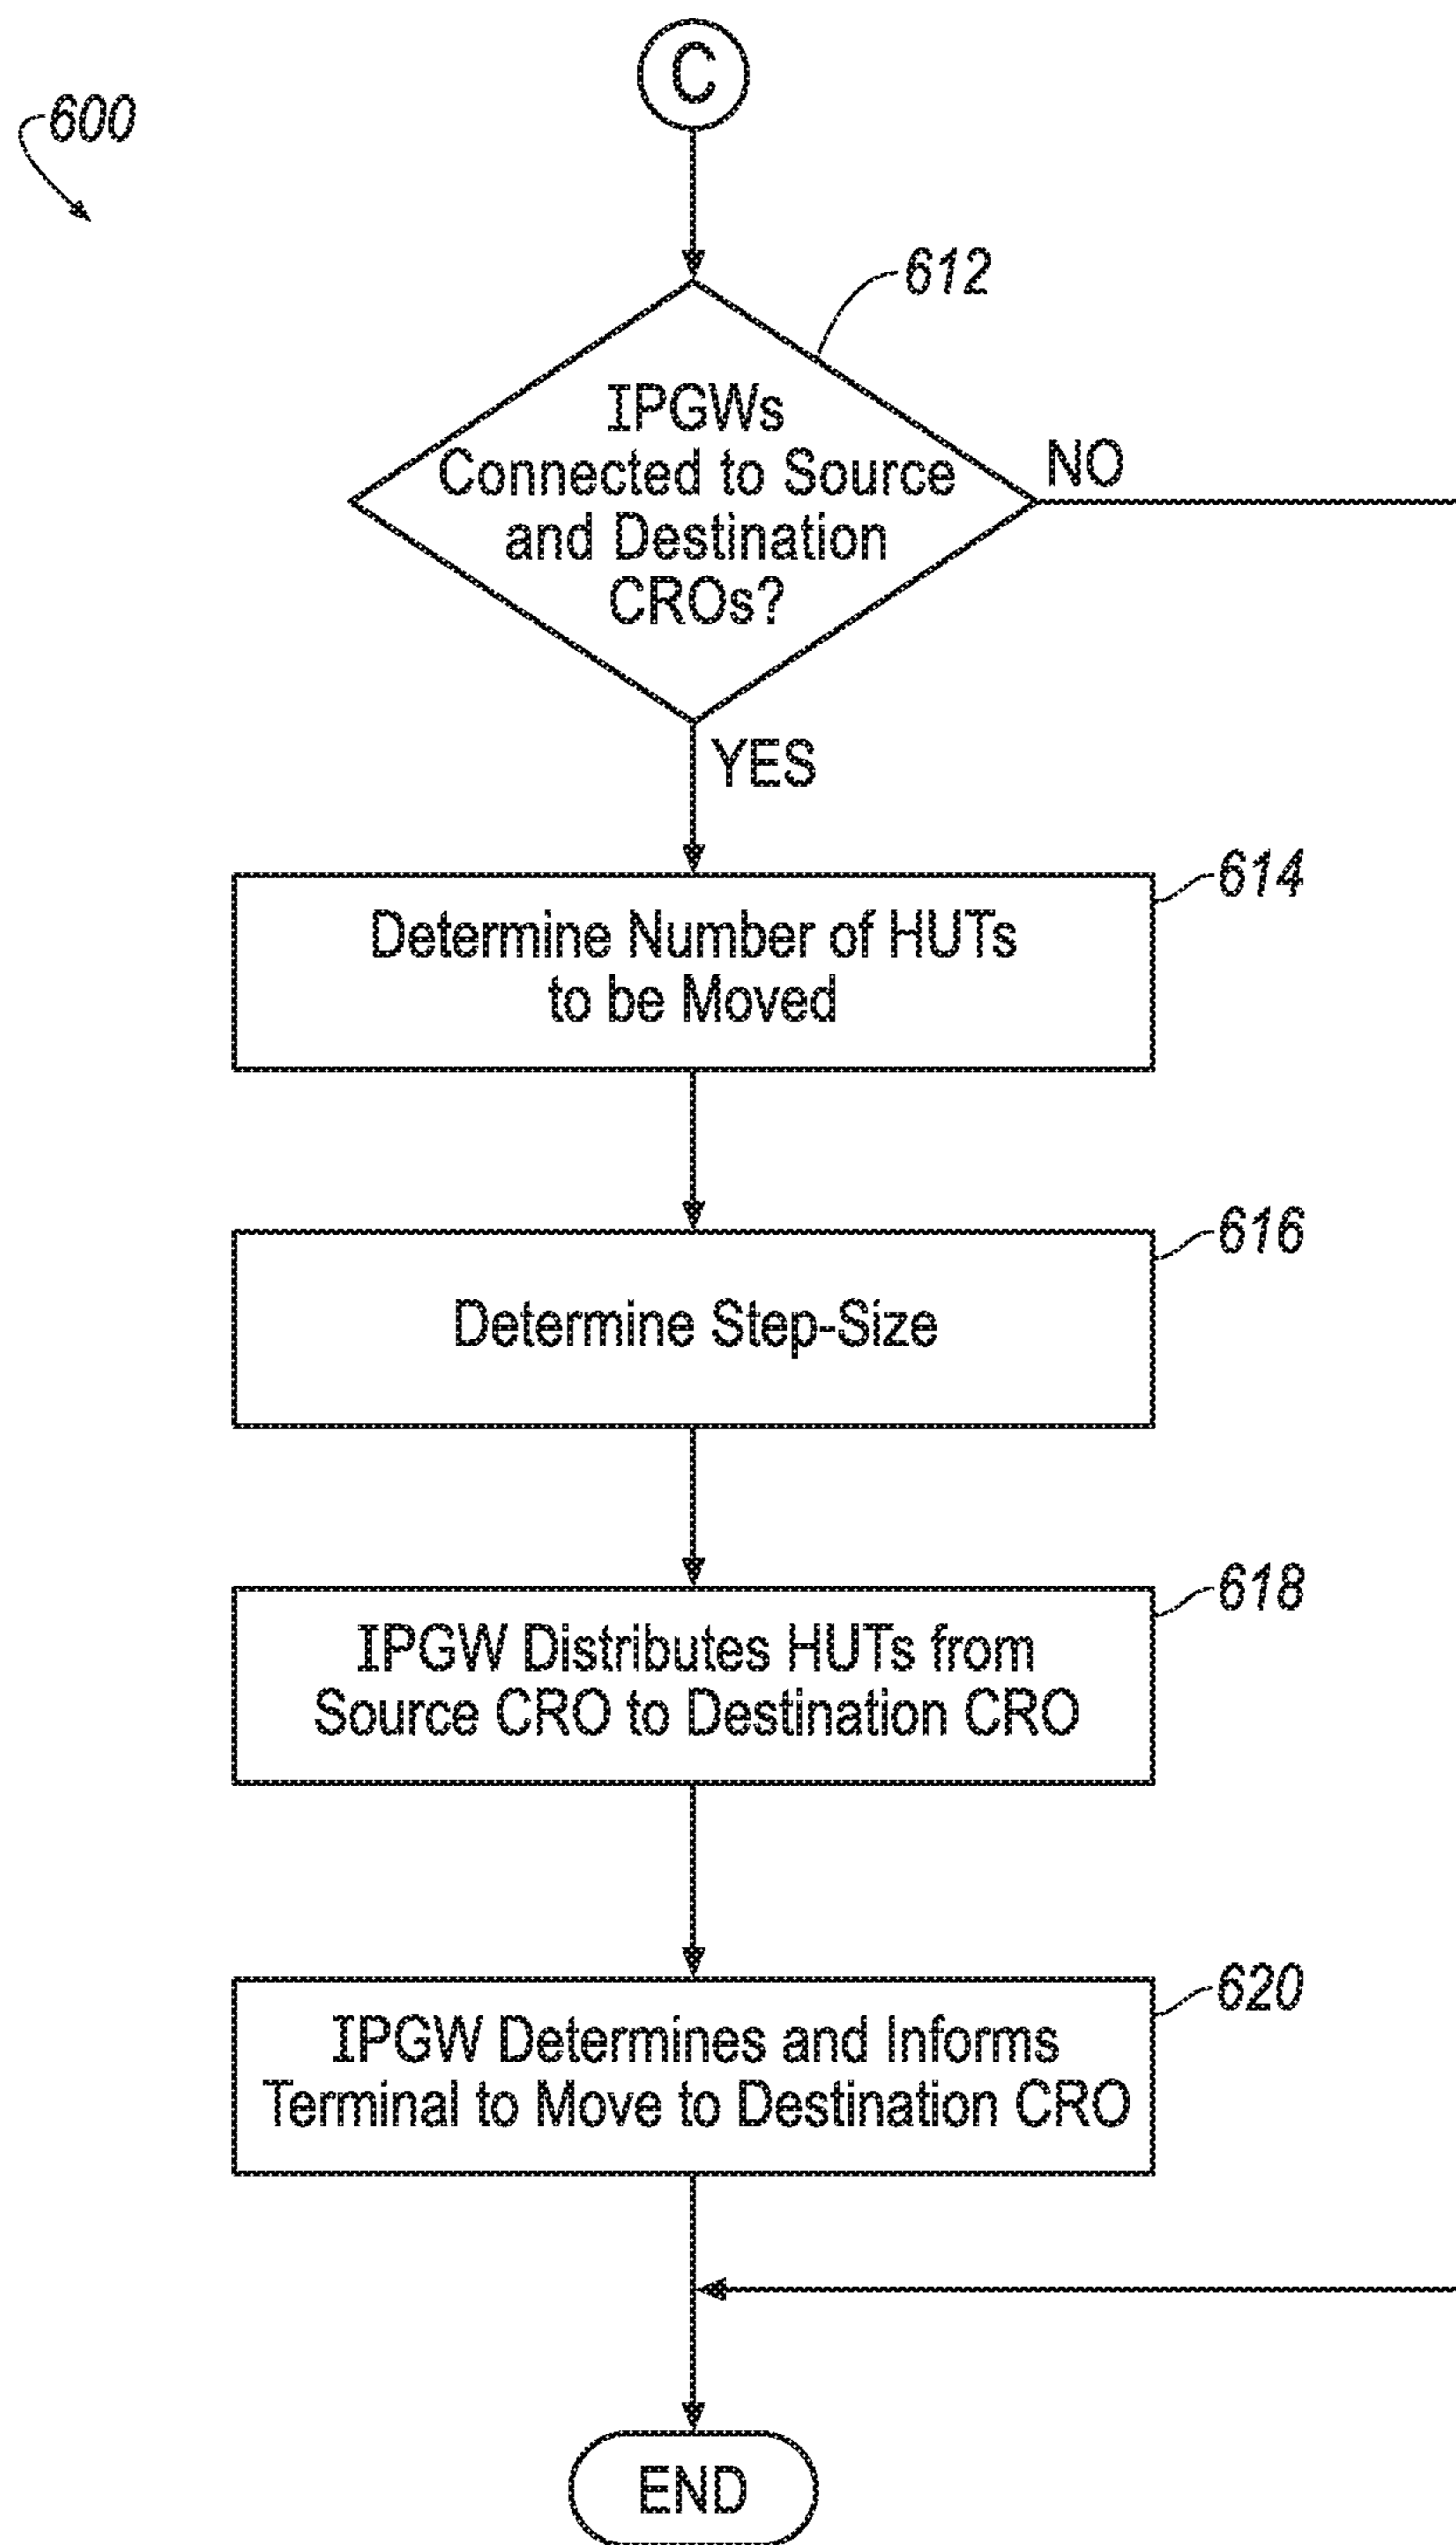 C
600
612
IPGWs
Connected to Source
and Destination
CROs?
NO
YES
614
Determine Number of HUTs
to be Moved
616
Determine Step-Size
618
IPGW Distributes HUTs from
Source CRO to Destination CRO
620
IPGW Determines and Informs
Terminal to Move to Destination CRO
END